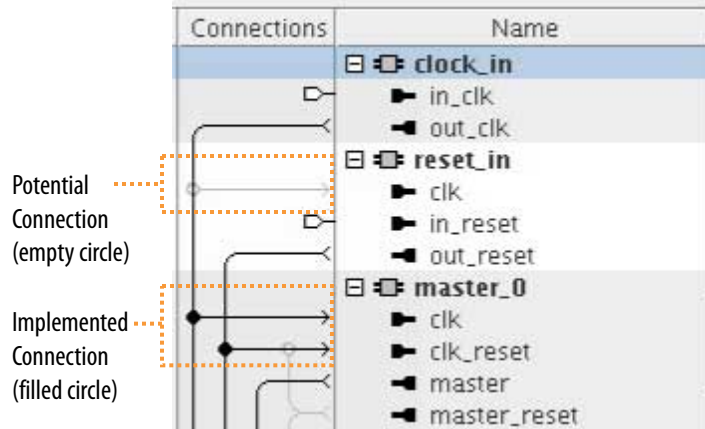 Connections Name
clock_in
in_clk
out_clk
reset_in
Potential
Connection
(empty circle)
clk
in_reset
out_reset
master_0
Implemented
Connection
(filled circle)
clk
clk_reset
master
master_reset